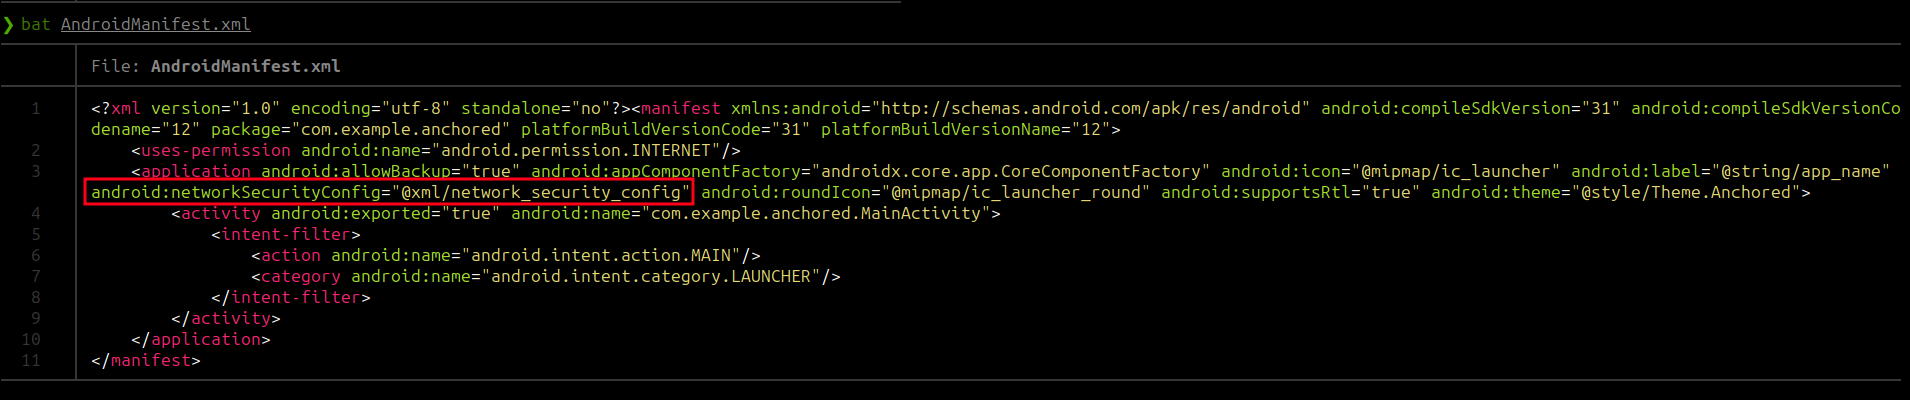 ❯ bat AndroidManifest.xml
File: AndroidManifest.xml
1 <?xml version="1.0" encoding="utf-8" standalone="no"?><manifest xmlns:android="http://schemas.android.com/apk/res/android" android:compileSdkVersion="31" android:compileSdkVersionCo
dename="12" package="com.example.anchored" platformBuildVersionCode="31" platformBuildVersionName="12">
2 <uses-permission android:name="android.permission.INTERNET"/>
3 <application android:allowBackup="true" android:appComponentFactory="androidx.core.app.CoreComponentFactory" android:icon="@mipmap/ic_launcher" android:label="@string/app_name"
android:networkSecurityConfig="@xml/network_security_config" android:roundIcon="@mipmap/ic_launcher_round" android:supportsRtl="true" android:theme="@style/Theme.Anchored">
4 <activity android:exported="true" android:name="com.example.anchored.MainActivity">
5 <intent-filter>
6 <action android:name="android.intent.action.MAIN"/>
7 <category android:name="android.intent.category.LAUNCHER"/>
8 </intent-filter>
9 </activity>
10 </application>
11 </manifest>